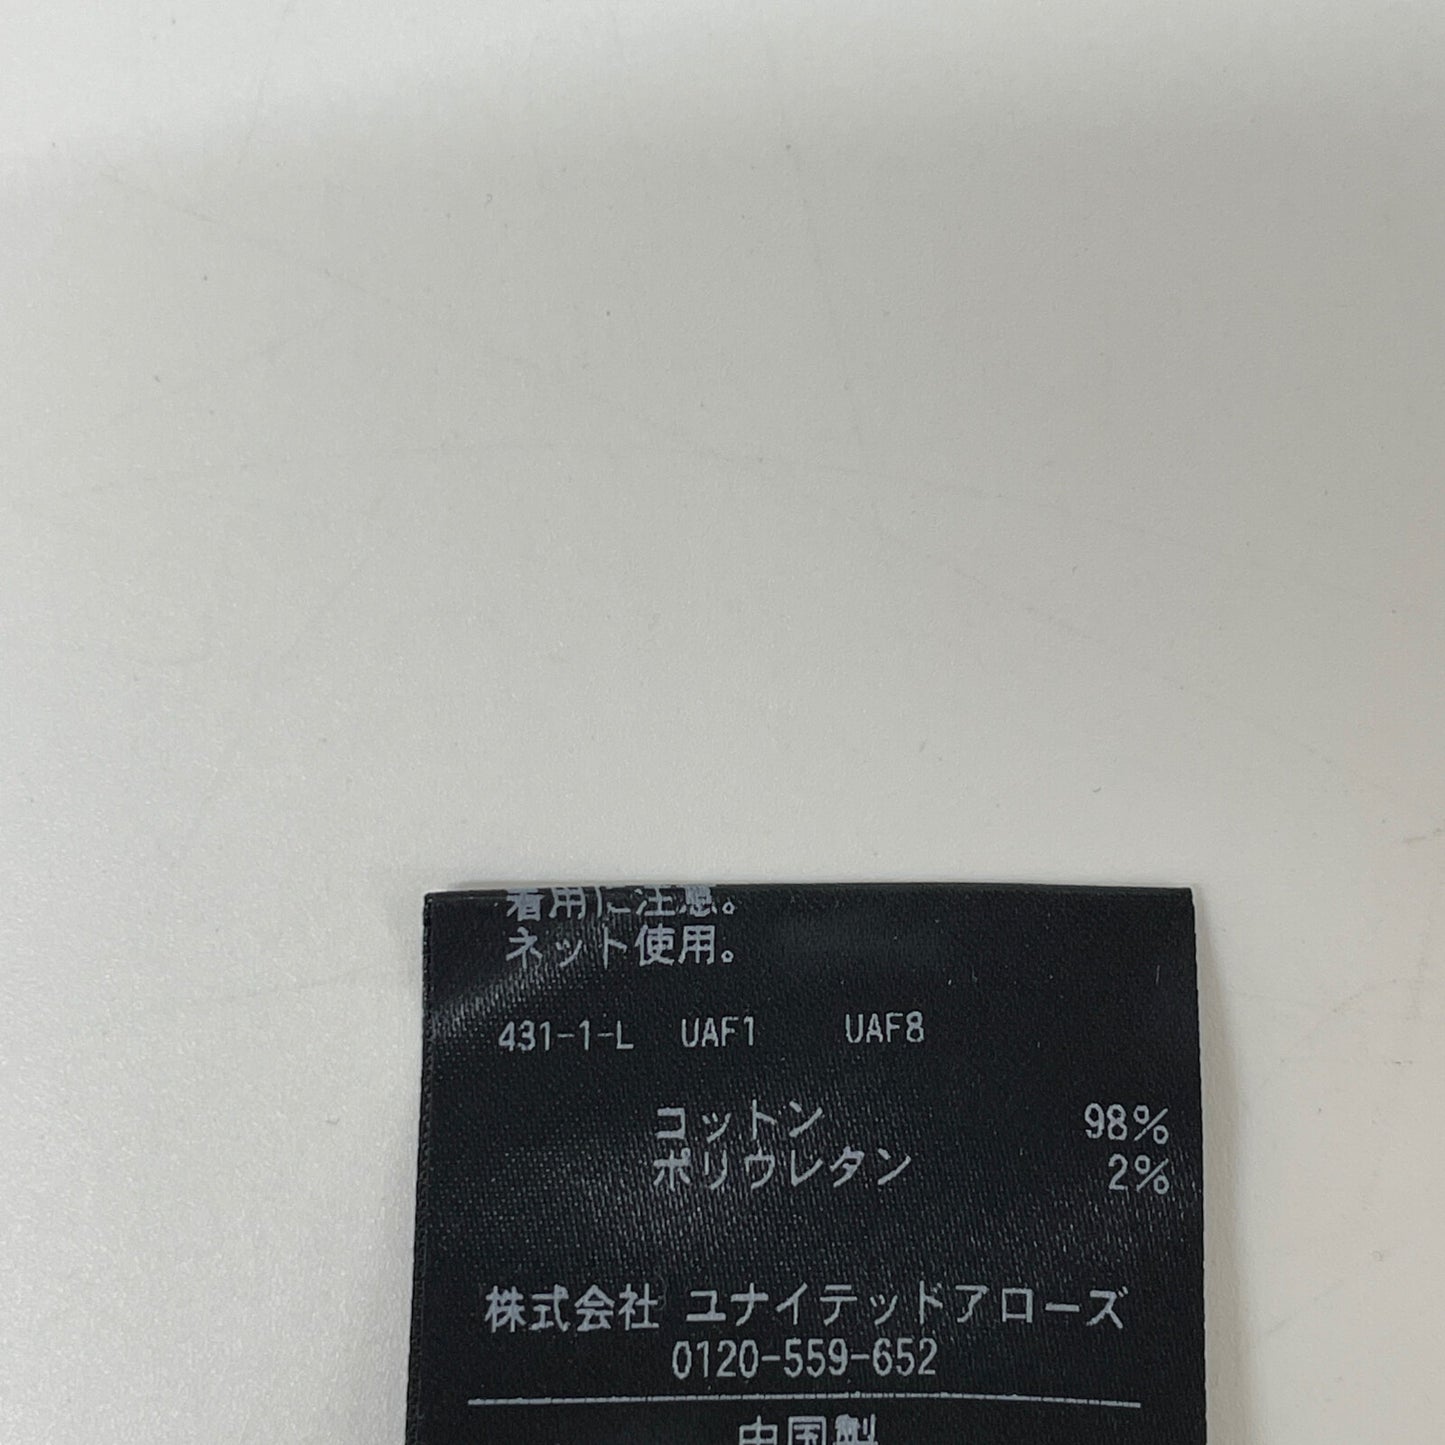 着用に注意。
ネット使用。
431-1-L UAF1 UAF8
コットン 98%
ポリウレタン 2%
株式会社 ユナイテッドアローズ
0120-559-652
中国製